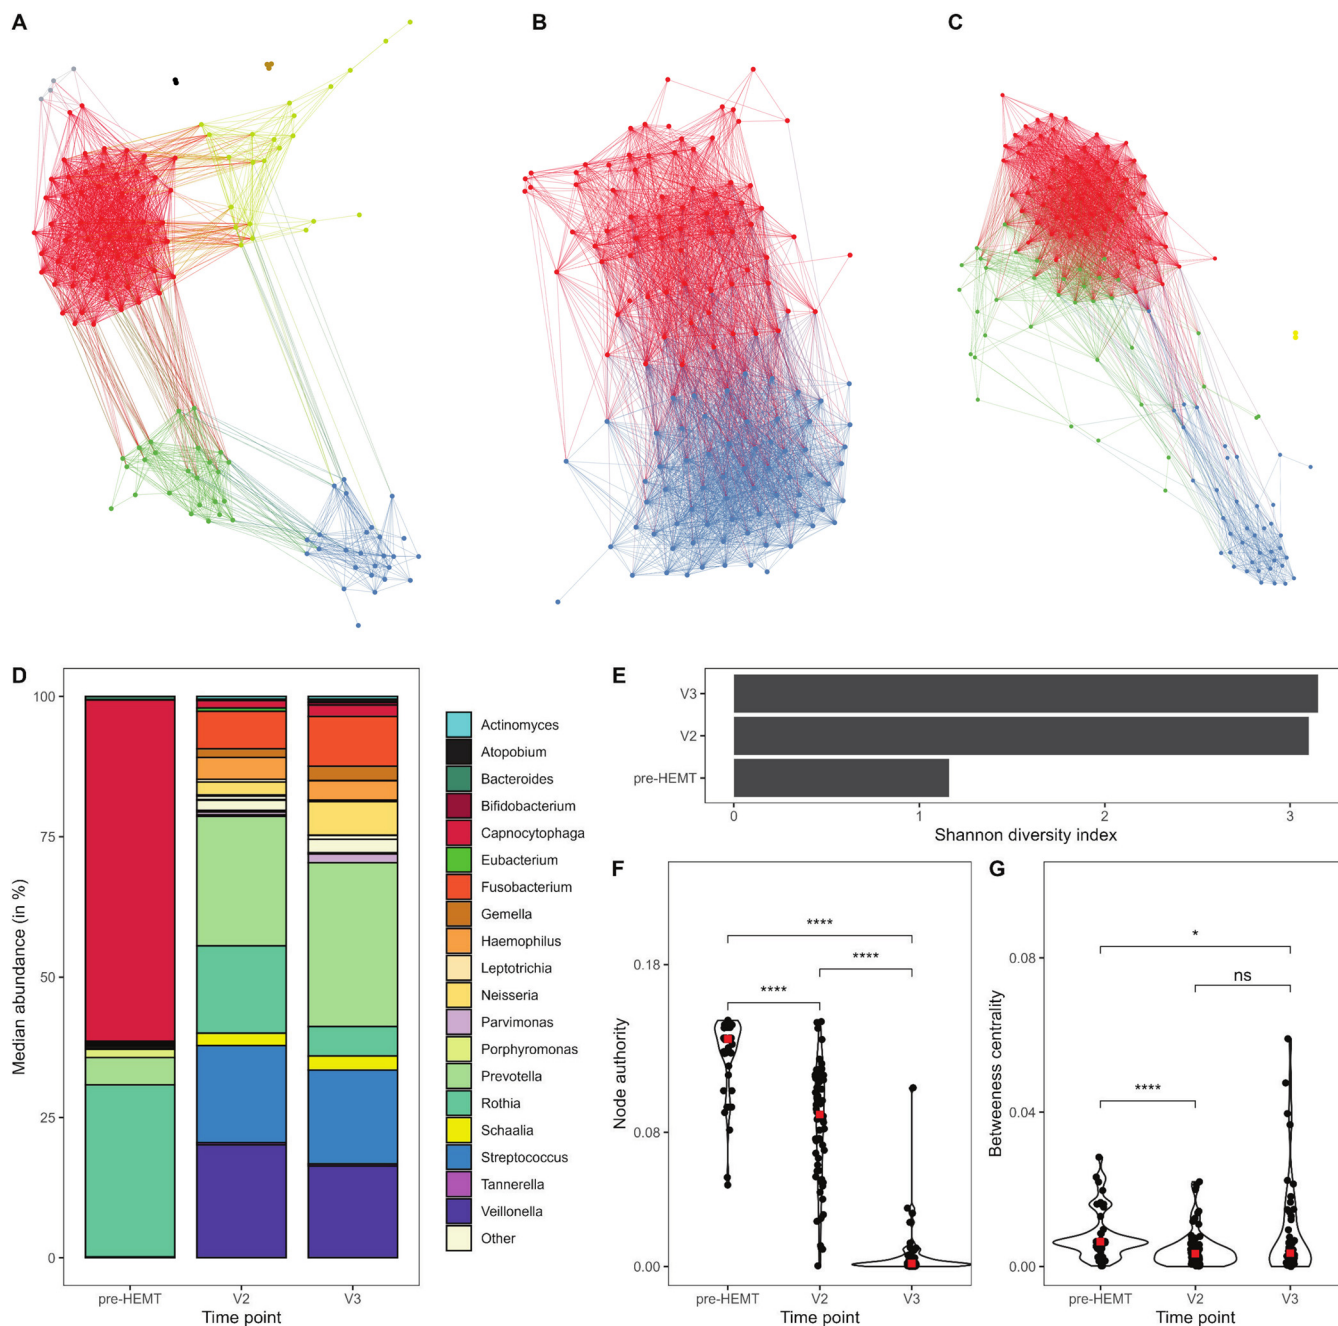 A
B
C
D
100
75
50
25
0
Median abundance (in %)
pre-HEMT
V2
V3
Time point
Actinomyces
Atopobium
Bacteroides
Bifidobacterium
Capnocytophaga
Eubacterium
Fusobacterium
Gemella
Haemophilus
Leptotrichia
Neisseria
Parvimonas
Porphyromonas
Prevotella
Rothia
Schaalia
Streptococcus
Tannerella
Veillonella
Other
E
V3
V2
pre-HEMT
0
1
2
3
Shannon diversity index
F
****
****
****
0.18
0.08
0.00
Node authority
pre-HEMT
V2
V3
Time point
G
*
ns
****
0.08
0.04
0.00
Betweeness centrality
pre-HEMT
V2
V3
Time point